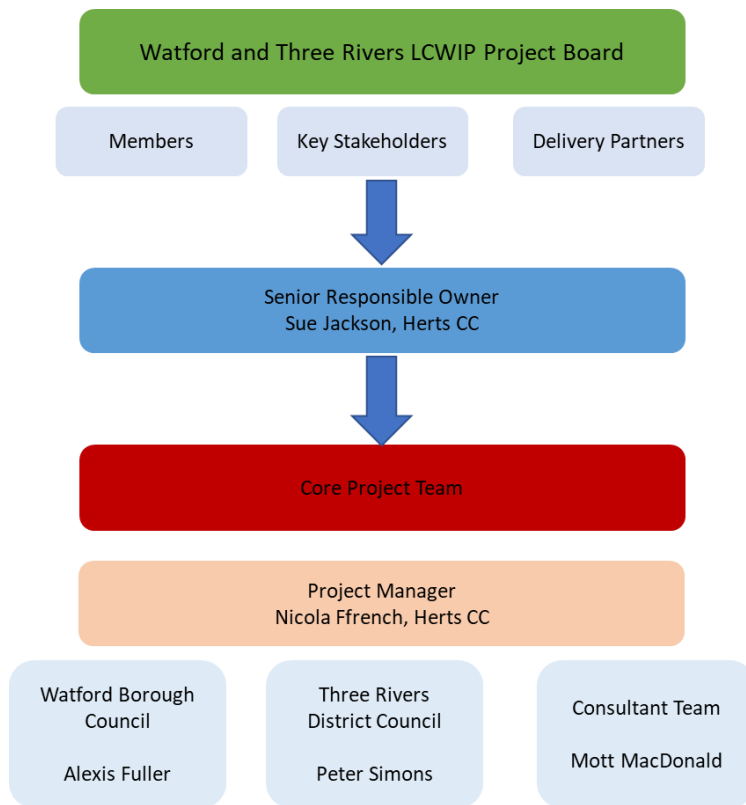 Watford and Three Rivers LCWIP Project Board
Members
Key Stakeholders
Delivery Partners
Senior Responsible Owner
Sue Jackson, Herts CC
Core Project Team
Project Manager
Nicola Ffrench, Herts CC
Watford Borough
Council
Alexis Fuller
Three Rivers
District Council
Peter Simons
Consultant Team
Mott MacDonald